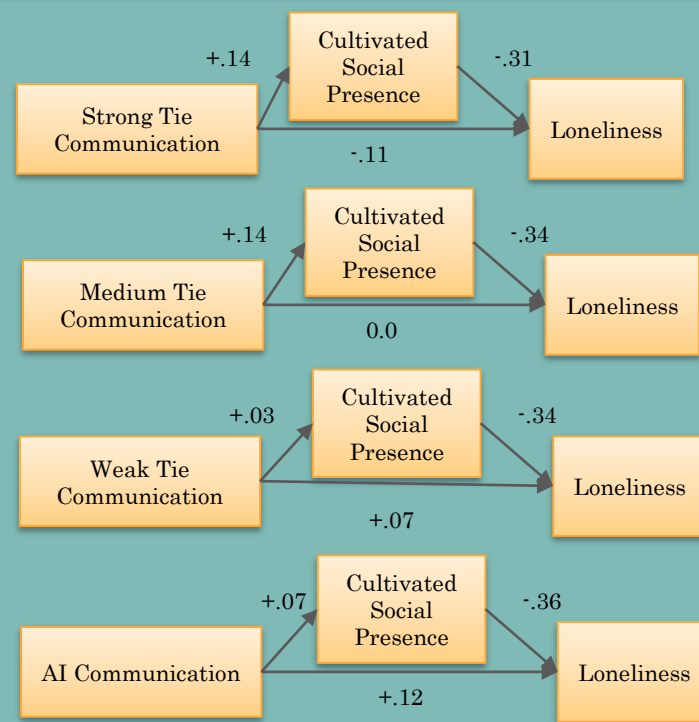 Cultivated
Social
Presence
+.14
-.31
Strong Tie
Communication
Loneliness
-.11
Cultivated
Social
Presence
+.14
-.34
Medium Tie
Communication
Loneliness
0.0
Cultivated
Social
Presence
+.03
-.34
Weak Tie
Communication
Loneliness
+.07
Cultivated
Social
Presence
+.07
-.36
AI Communication
Loneliness
+.12